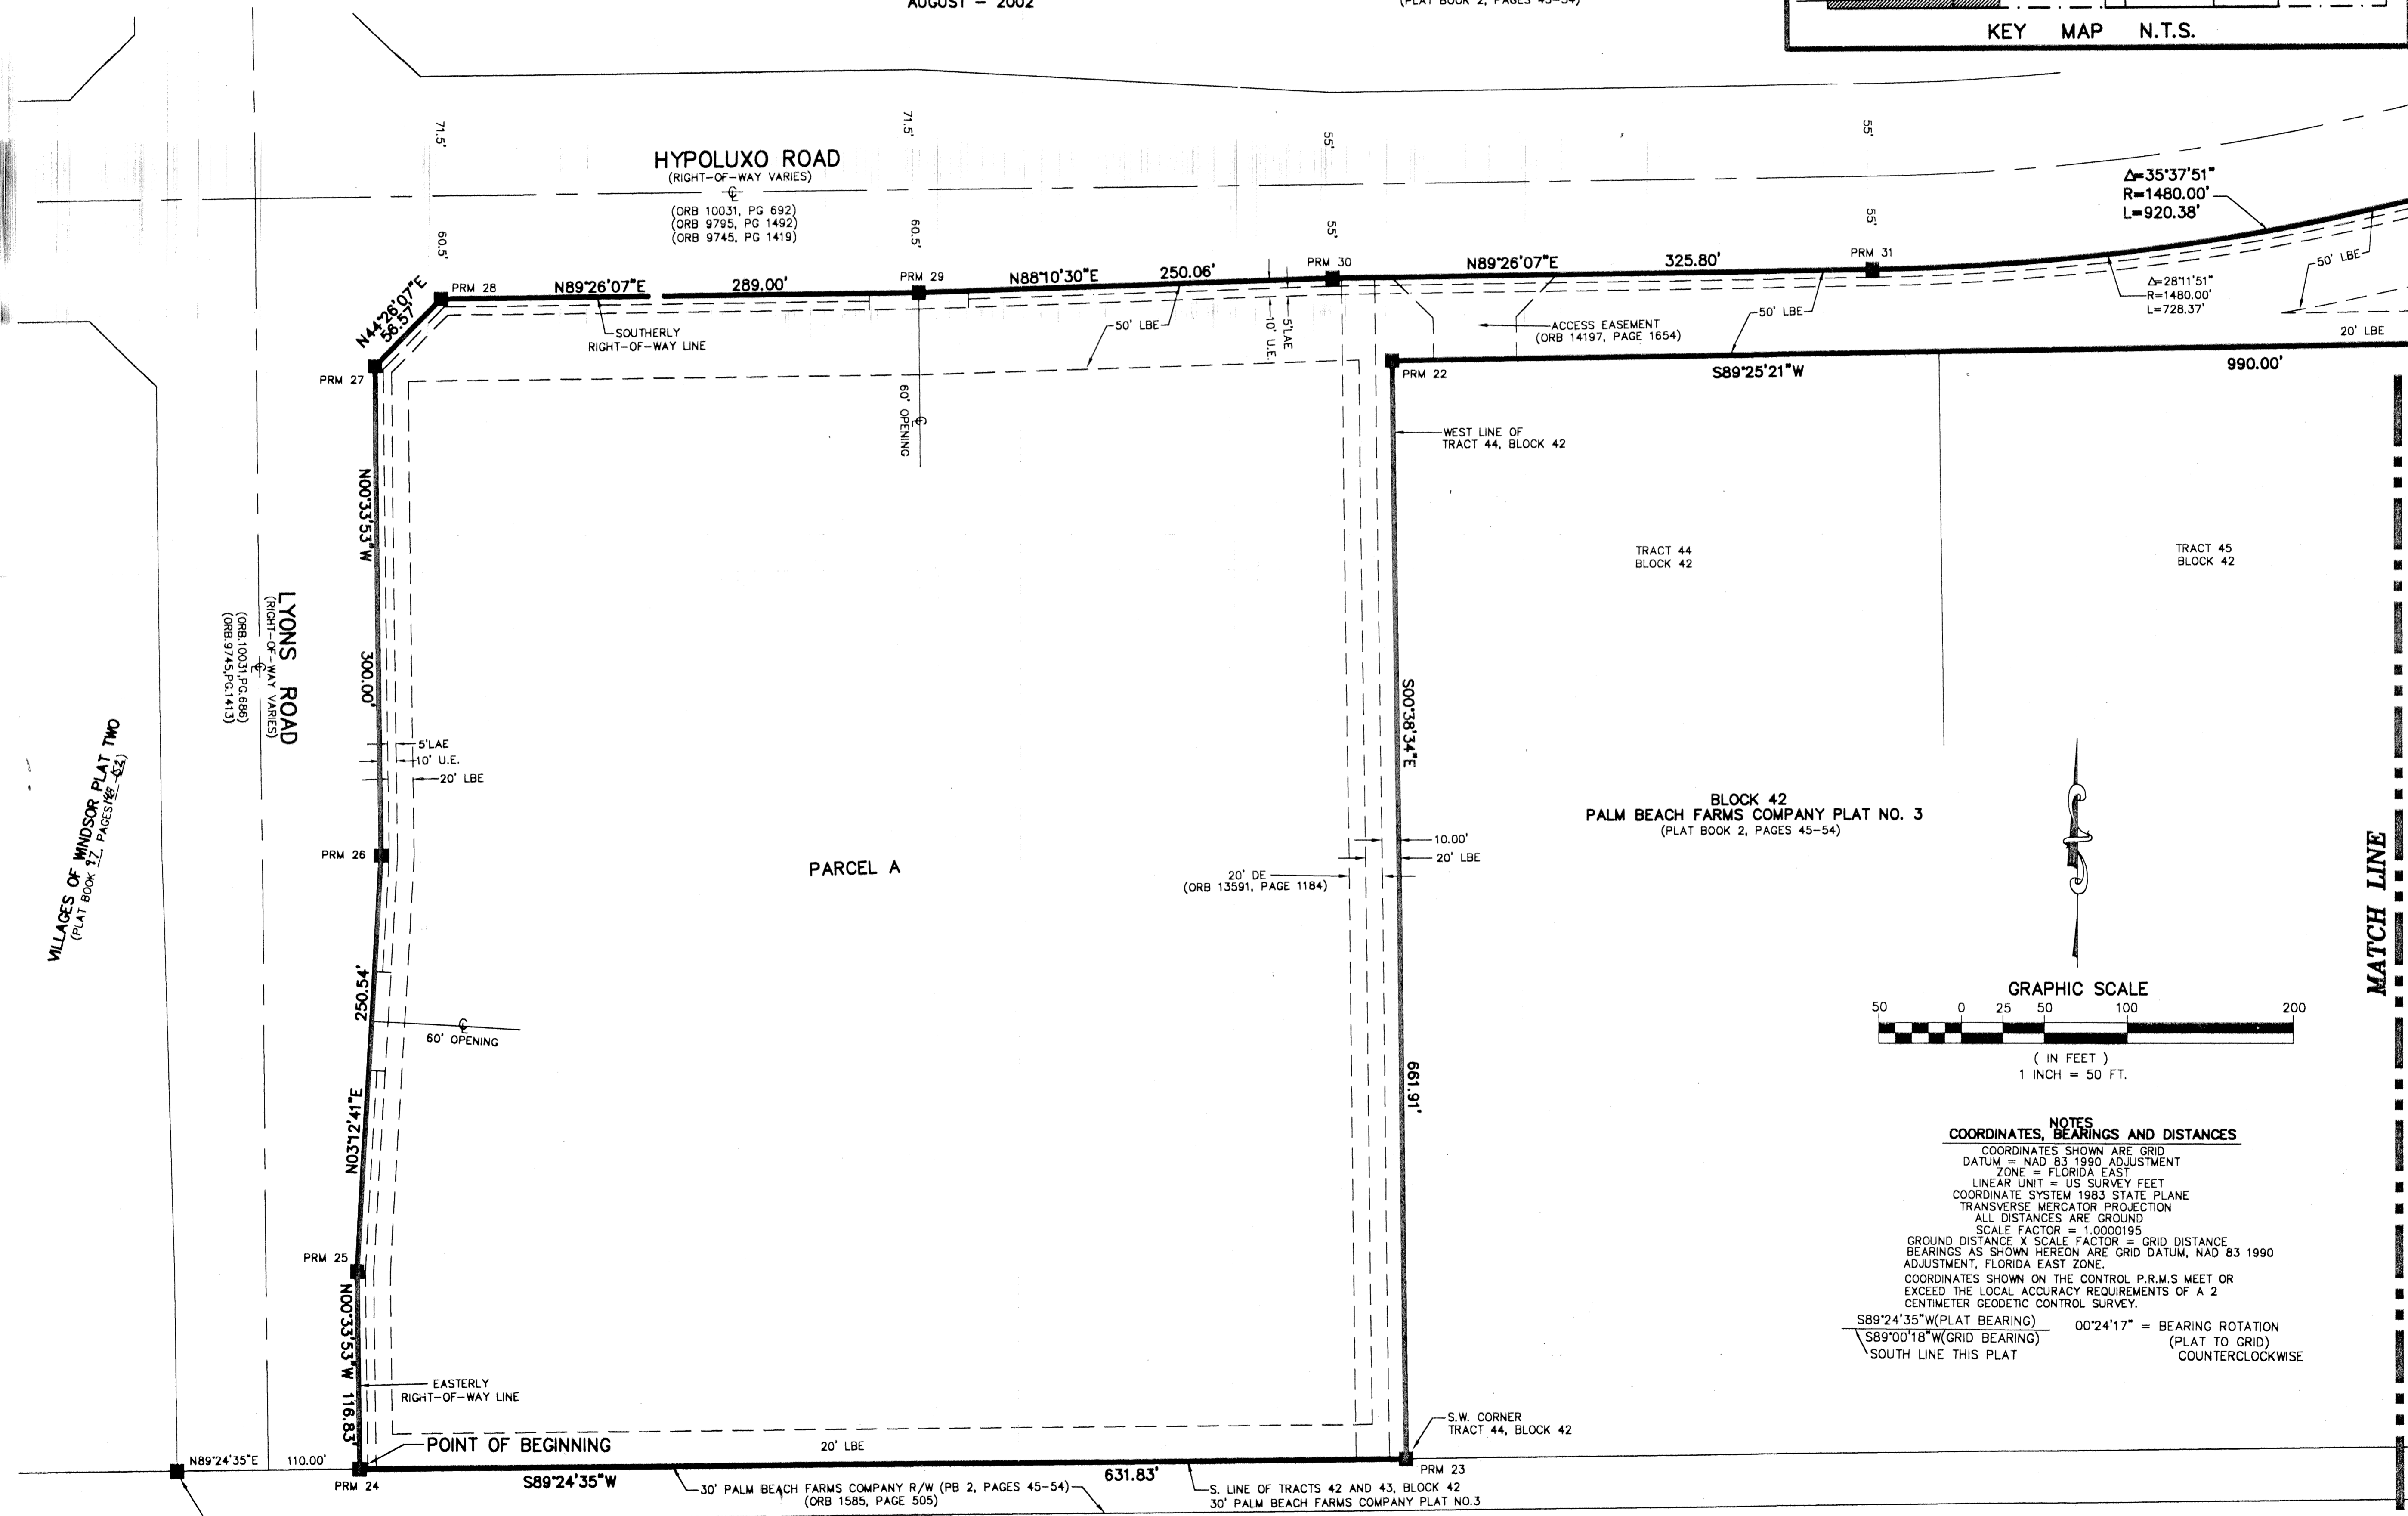 AUGUST - 2002
(PLAT BOOK 2, PAGES 45-54)
KEY MAP N.T.S.
71.5'
71.5'
55'
55'
HYPOLUXO ROAD
(RIGHT-OF-WAY VARIES)
(ORB 10031, PG 692)
(ORB 9795, PG 1492)
(ORB 9745, PG 1419)
60.5'
60.5'
55'
55'
Δ=35°37'51"
R=1480.00'
L=920.38'
N44°26'07"E
56.57'
PRM 28
N89°26'07"E
289.00'
PRM 29
N88°10'30"E
250.06'
PRM 30
N89°26'07"E
325.80'
PRM 31
50' LBE
Δ=28°11'51"
R=1480.00'
L=728.37'
SOUTHERLY
RIGHT-OF-WAY LINE
50' LBE
10' U.E.
5'LAE
ACCESS EASEMENT
(ORB 14197, PAGE 1654)
50' LBE
20' LBE
PRM 27
PRM 22
S89°25'21"W
990.00'
60' OPENING
WEST LINE OF
TRACT 44, BLOCK 42
N00°33'53"W
300.00'
TRACT 44
BLOCK 42
TRACT 45
BLOCK 42
LYONS ROAD
(RIGHT-OF-WAY VARIES)
(ORB.10031,PG.686)
(ORB.9745,PG.1413)
VILLAGES OF WINDSOR PLAT TWO
(PLAT BOOK 97, PAGES
5'LAE
10' U.E.
20' LBE
S00°38'34"E
661.91'
BLOCK 42
PALM BEACH FARMS COMPANY PLAT NO. 3
(PLAT BOOK 2, PAGES 45-54)
PRM 26
PARCEL A
10.00'
20' LBE
20' DE
(ORB 13591, PAGE 1184)
MATCH LINE
250.54'
N03°12'41"E
60' OPENING
GRAPHIC SCALE
50 0 25 50 100 200
( IN FEET )
1 INCH = 50 FT.
NOTES
COORDINATES, BEARINGS AND DISTANCES
COORDINATES SHOWN ARE GRID
DATUM = NAD 83 1990 ADJUSTMENT
ZONE = FLORIDA EAST
LINEAR UNIT = US SURVEY FEET
COORDINATE SYSTEM 1983 STATE PLANE
TRANSVERSE MERCATOR PROJECTION
ALL DISTANCES ARE GROUND
SCALE FACTOR = 1.0000195
GROUND DISTANCE X SCALE FACTOR = GRID DISTANCE
BEARINGS AS SHOWN HEREON ARE GRID DATUM, NAD 83 1990
ADJUSTMENT, FLORIDA EAST ZONE.
COORDINATES SHOWN ON THE CONTROL P.R.M.S MEET OR
EXCEED THE LOCAL ACCURACY REQUIREMENTS OF A 2
CENTIMETER GEODETIC CONTROL SURVEY.
S89°24'35"W(PLAT BEARING)
S89°00'18"W(GRID BEARING)
SOUTH LINE THIS PLAT
00°24'17" = BEARING ROTATION
(PLAT TO GRID)
COUNTERCLOCKWISE
PRM 25
N00°33'53"W 116.83'
EASTERLY
RIGHT-OF-WAY LINE
POINT OF BEGINNING
20' LBE
S.W. CORNER
TRACT 44, BLOCK 42
N89°24'35"E 110.00'
PRM 24
S89°24'35"W
631.83'
PRM 23
30' PALM BEACH FARMS COMPANY R/W (PB 2, PAGES 45-54)
(ORB 1585, PAGE 505)
S. LINE OF TRACTS 42 AND 43, BLOCK 42
30' PALM BEACH FARMS COMPANY PLAT NO.3